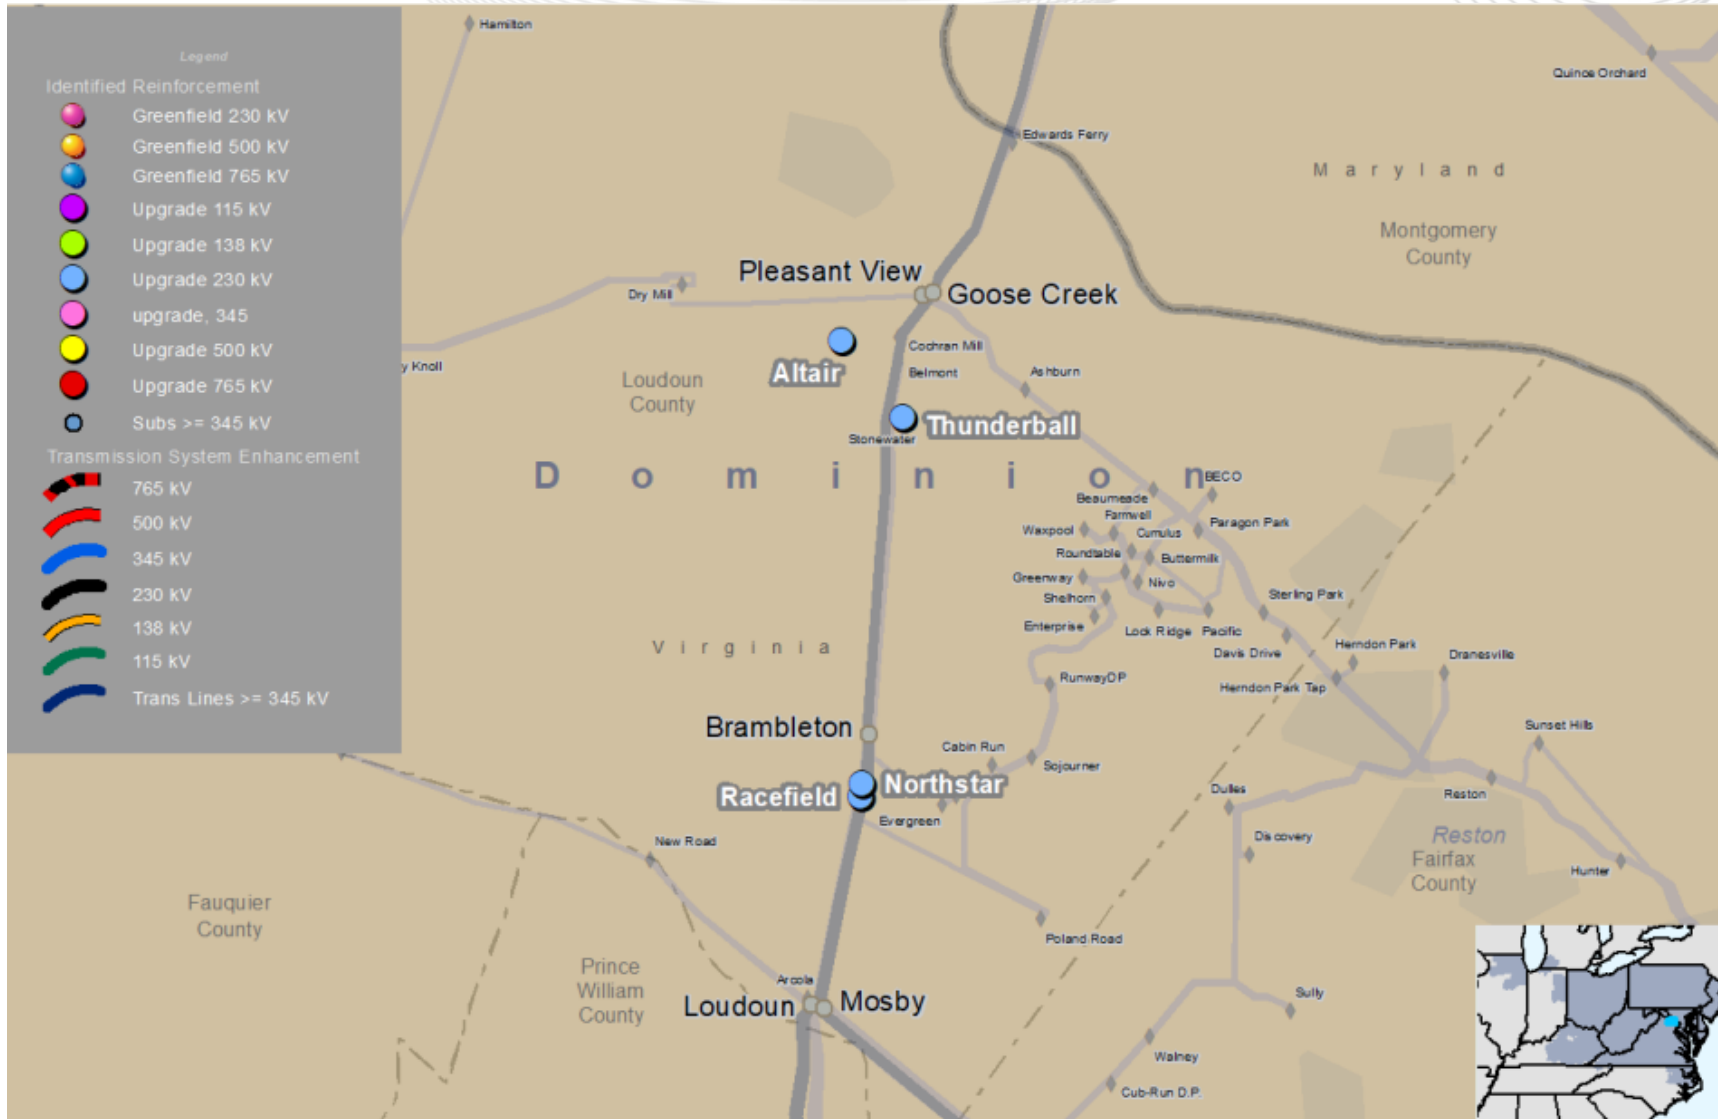 Legend
Identified Reinforcement
Greenfield 230 kV
Greenfield 500 kV
Greenfield 765 kV
Upgrade 115 kV
Upgrade 138 kV
Upgrade 230 kV
upgrade, 345
Upgrade 500 kV
Upgrade 765 kV
Subs >= 345 kV
Transmission System Enhancement
765 kV
500 kV
345 kV
230 kV
138 kV
115 kV
Trans Lines >= 345 kV
Hamilton
Quince Orchard
Edwards Ferry
Maryland
Montgomery
County
Pleasant View
Goose Creek
Dry Mill
y Knoll
Altair
Cochran Mill
Belmont
Ashburn
Loudoun
County
Thunderball
Stonewater
Dominion
BECO
Beaumeade
Farmwell
Waxpool
Cumulus
Paragon Park
Roundtable
Buttermilk
Greenway
Nivo
Shelhorn
Sterling Park
Enterprise
Lock Ridge
Pacific
Davis Drive
Herndon Park
Dranesville
Virginia
RunwayDP
Herndon Park Tap
Brambleton
Cabin Run
Sojourner
Sunset Hills
Northstar
Racefield
Evergreen
Dulles
Reston
Discovery
Reston
Fairfax
County
Hunter
New Road
Fauquier
County
Poland Road
Prince
William
County
Arcola
Loudoun
Mosby
Sully
Walney
Cub-Run D.P.